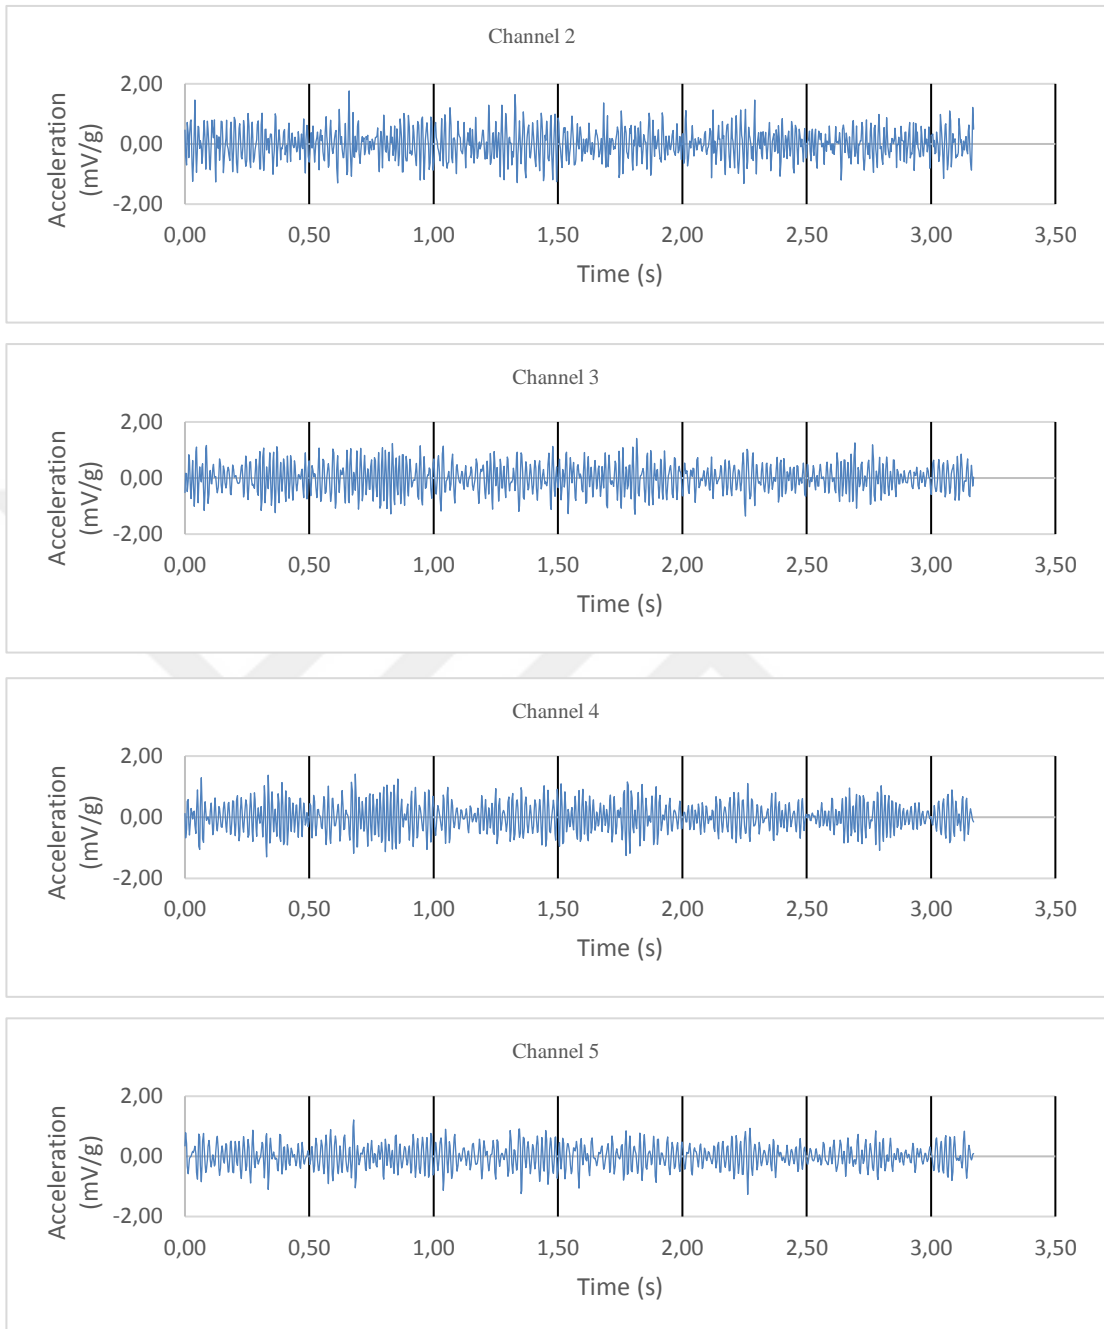 Channel 2
Acceleration
(mV/g)
2,00
0,00
-2,00
0,00 0,50 1,00 1,50 2,00 2,50 3,00 3,50
Time (s)
Channel 3
Acceleration
(mV/g)
2,00
0,00
-2,00
0,00 0,50 1,00 1,50 2,00 2,50 3,00 3,50
Time (s)
Channel 4
Acceleration
(mV/g)
2,00
0,00
-2,00
0,00 0,50 1,00 1,50 2,00 2,50 3,00 3,50
Time (s)
Channel 5
Acceleration
(mV/g)
2,00
0,00
-2,00
0,00 0,50 1,00 1,50 2,00 2,50 3,00 3,50
Time (s)